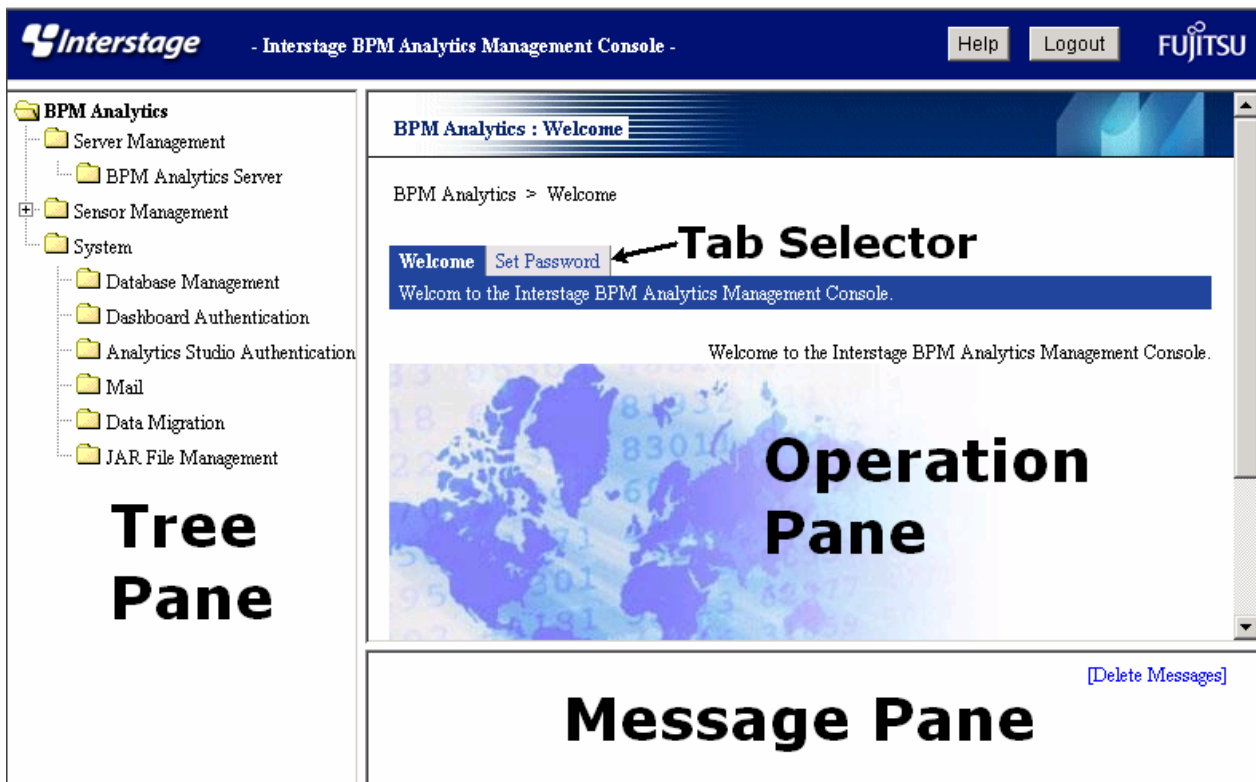 Interstage
- Interstage BPM Analytics Management Console -
Help
Logout
FUJITSU
BPM Analytics
Server Management
BPM Analytics Server
Sensor Management
System
Database Management
Dashboard Authentication
Analytics Studio Authentication
Mail
Data Migration
JAR File Management
Tree
Pane
BPM Analytics : Welcome
BPM Analytics > Welcome
Tab Selector
Welcome
Set Password
Welcom to the Interstage BPM Analytics Management Console.
Welcome to the Interstage BPM Analytics Management Console.
Operation
Pane
[Delete Messages]
Message Pane